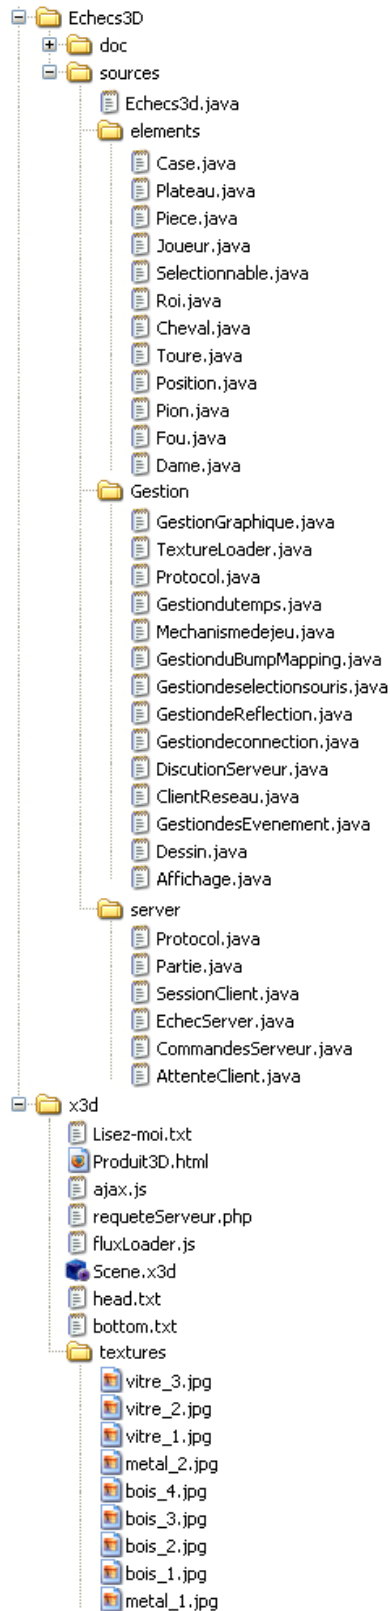 Echecs3D
doc
sources
Echecs3d.java
elements
Case.java
Plateau.java
Piece.java
Joueur.java
Selectionnable.java
Roi.java
Cheval.java
Toure.java
Position.java
Pion.java
Fou.java
Dame.java
Gestion
GestionGraphique.java
TextureLoader.java
Protocol.java
Gestiondutemps.java
Mechanismedejeu.java
GestionduBumpMapping.java
Gestiondeselectionsouris.java
GestiondeReflection.java
Gestiondeconnection.java
DiscutionServeur.java
ClientReseau.java
GestiondesEvenement.java
Dessin.java
Affichage.java
server
Protocol.java
Partie.java
SessionClient.java
EchecServer.java
CommandesServeur.java
AttenteClient.java
x3d
Lisez-moi.txt
Produit3D.html
ajax.js
requeteServeur.php
fluxLoader.js
Scene.x3d
head.txt
bottom.txt
textures
vitre_3.jpg
vitre_2.jpg
vitre_1.jpg
metal_2.jpg
bois_4.jpg
bois_3.jpg
bois_2.jpg
bois_1.jpg
metal_1.jpg